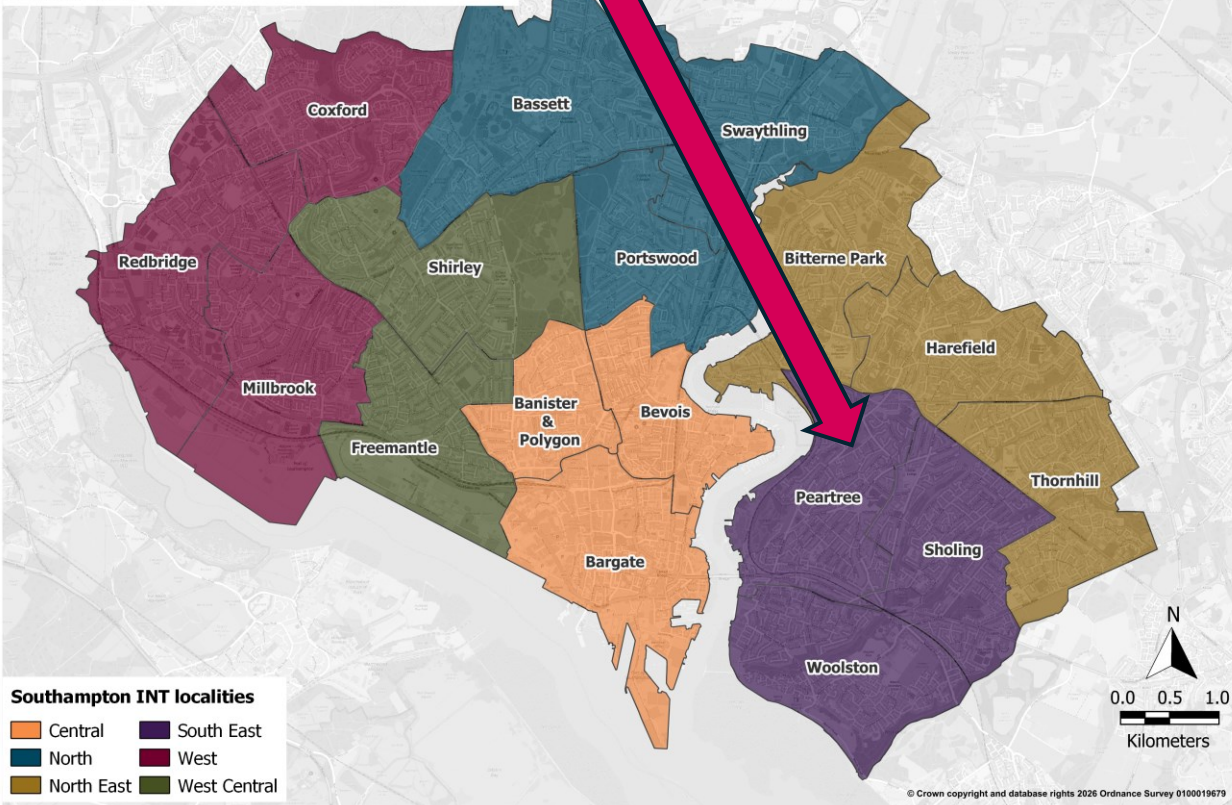 Coxford
Bassett
Swaythling
Redbridge
Shirley
Portswood
Bitterne Park
Harefield
Millbrook
Banister
&
Polygon
Bevois
Freemantle
Thornhill
Peartree
Sholing
Bargate
Woolston
N
0.0 0.5 1.0
Kilometers
Southampton INT localities
Central
South East
North
West
North East
West Central
© Crown copyright and database rights 2026 Ordnance Survey 0100019679